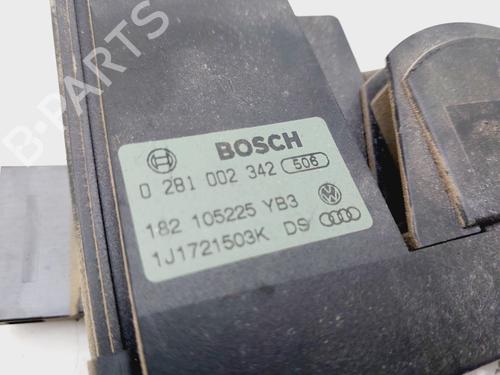 B-PARTS
BOSCH
0 281 002 342 506
182 105225 YB3
1J1721503K DS